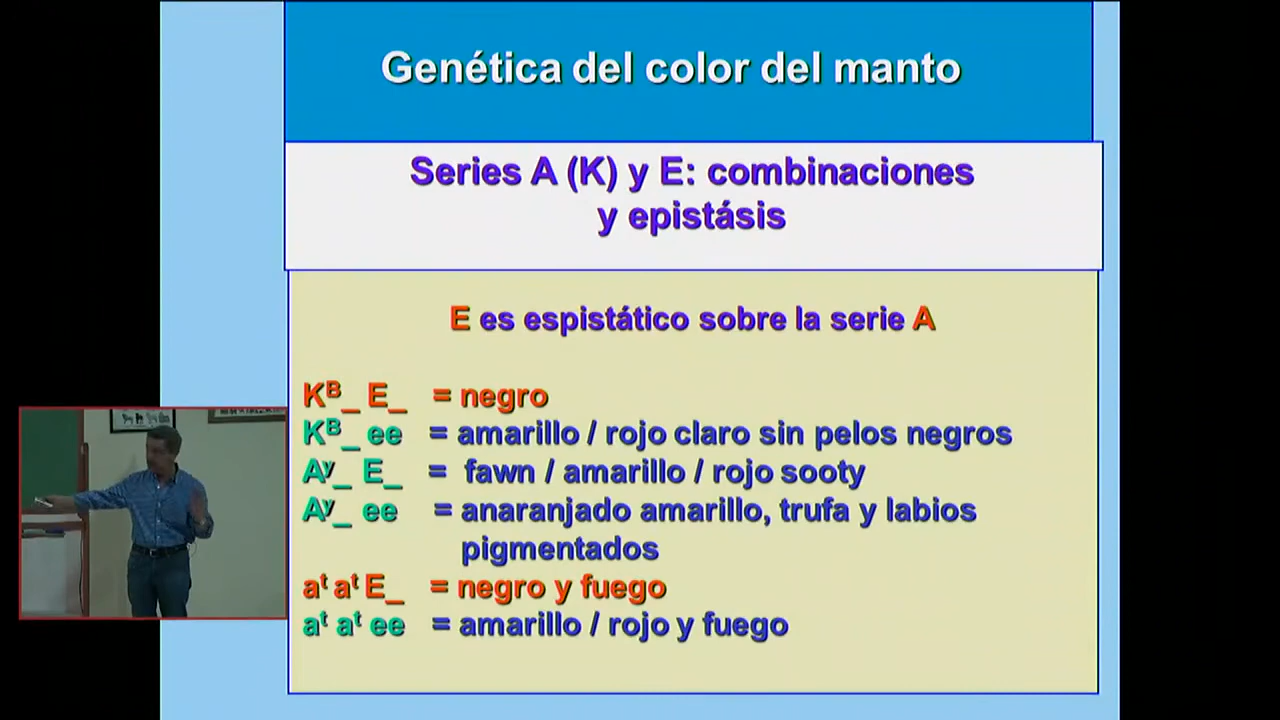 Genética del color del manto
Series A (K) y E: combinaciones
y epistásis
E es espistático sobre la serie A
Kᴮ_ E_ = negro
Kᴮ_ ee = amarillo / rojo claro sin pelos negros
Aʸ_ E_ = fawn / amarillo / rojo sooty
Aʸ_ ee = anaranjado amarillo, trufa y labios
pigmentados
aᵗ aᵗ E_ = negro y fuego
aᵗ aᵗ ee = amarillo / rojo y fuego